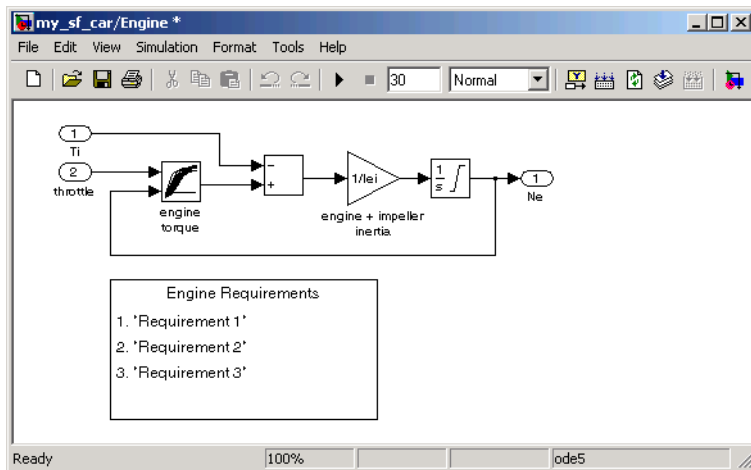 my_sf_car/Engine *
File Edit View Simulation Format Tools Help
30 Normal
1
Ti
2
throttle
engine
torque
-
+
1/Iei
engine + impeller
inertia
1
s
1
Ne
Engine Requirements
1. "Requirement 1"
2. "Requirement 2"
3. "Requirement 3"
Ready 100% ode5